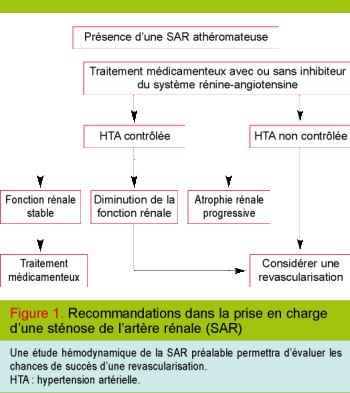 Présence d'une SAR athéromateuse
Traitement médicamenteux avec ou sans inhibiteur
du système rénine-angiotensine
HTA contrôlée
HTA non contrôlée
Fonction rénale
stable
Diminution de la
fonction rénale
Atrophie rénale
progressive
Traitement
médicamenteux
Considérer une
revascularisation
Figure 1. Recommandations dans la prise en charge
d'une sténose de l'artère rénale (SAR)
Une étude hémodynamique de la SAR préalable permettra d'évaluer les
chances de succès d'une revascularisation.
HTA : hypertension artérielle.